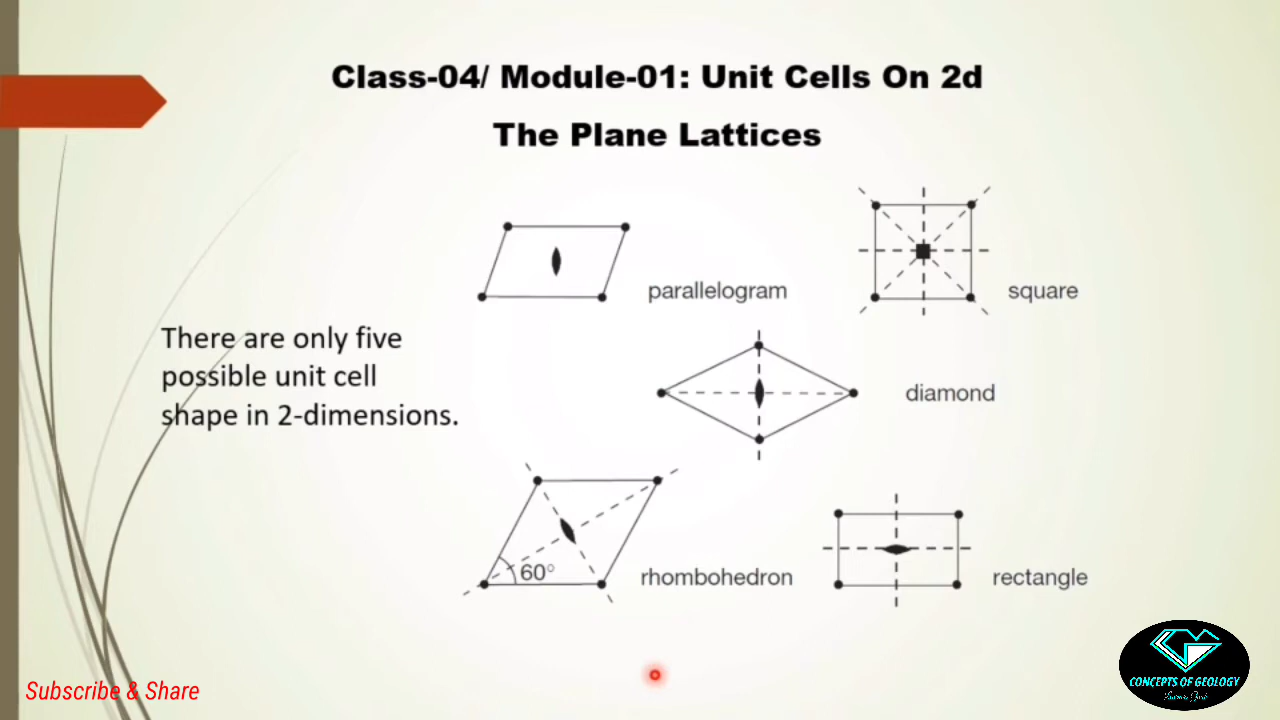 Class-04/ Module-01: Unit Cells On 2d
The Plane Lattices
parallelogram
square
There are only five
possible unit cell
shape in 2-dimensions.
diamond
60°
rhombohedron
rectangle
Subscribe & Share
CONCEPTS OF GEOLOGY